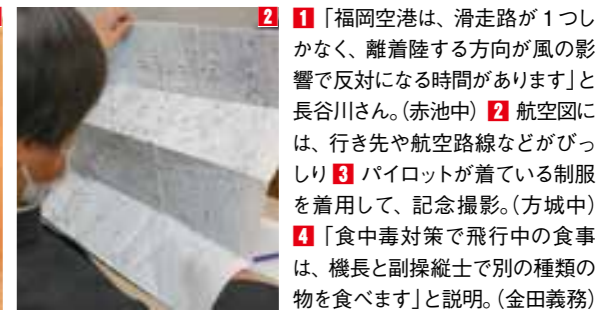 2
1「福岡空港は、滑走路が1つし
かなく、離着陸する方向が風の影
響で反対になる時間があります」と
長谷川さん。(赤池中) 2 航空図に
は、行き先や航空路線などがびっ
しり 3 パイロットが着ている制服
を着用して、記念撮影。(方城中)
4「食中毒対策で飛行中の食事
は、機長と副操縦士で別の種類の
物を食べます」と説明。(金田義務)